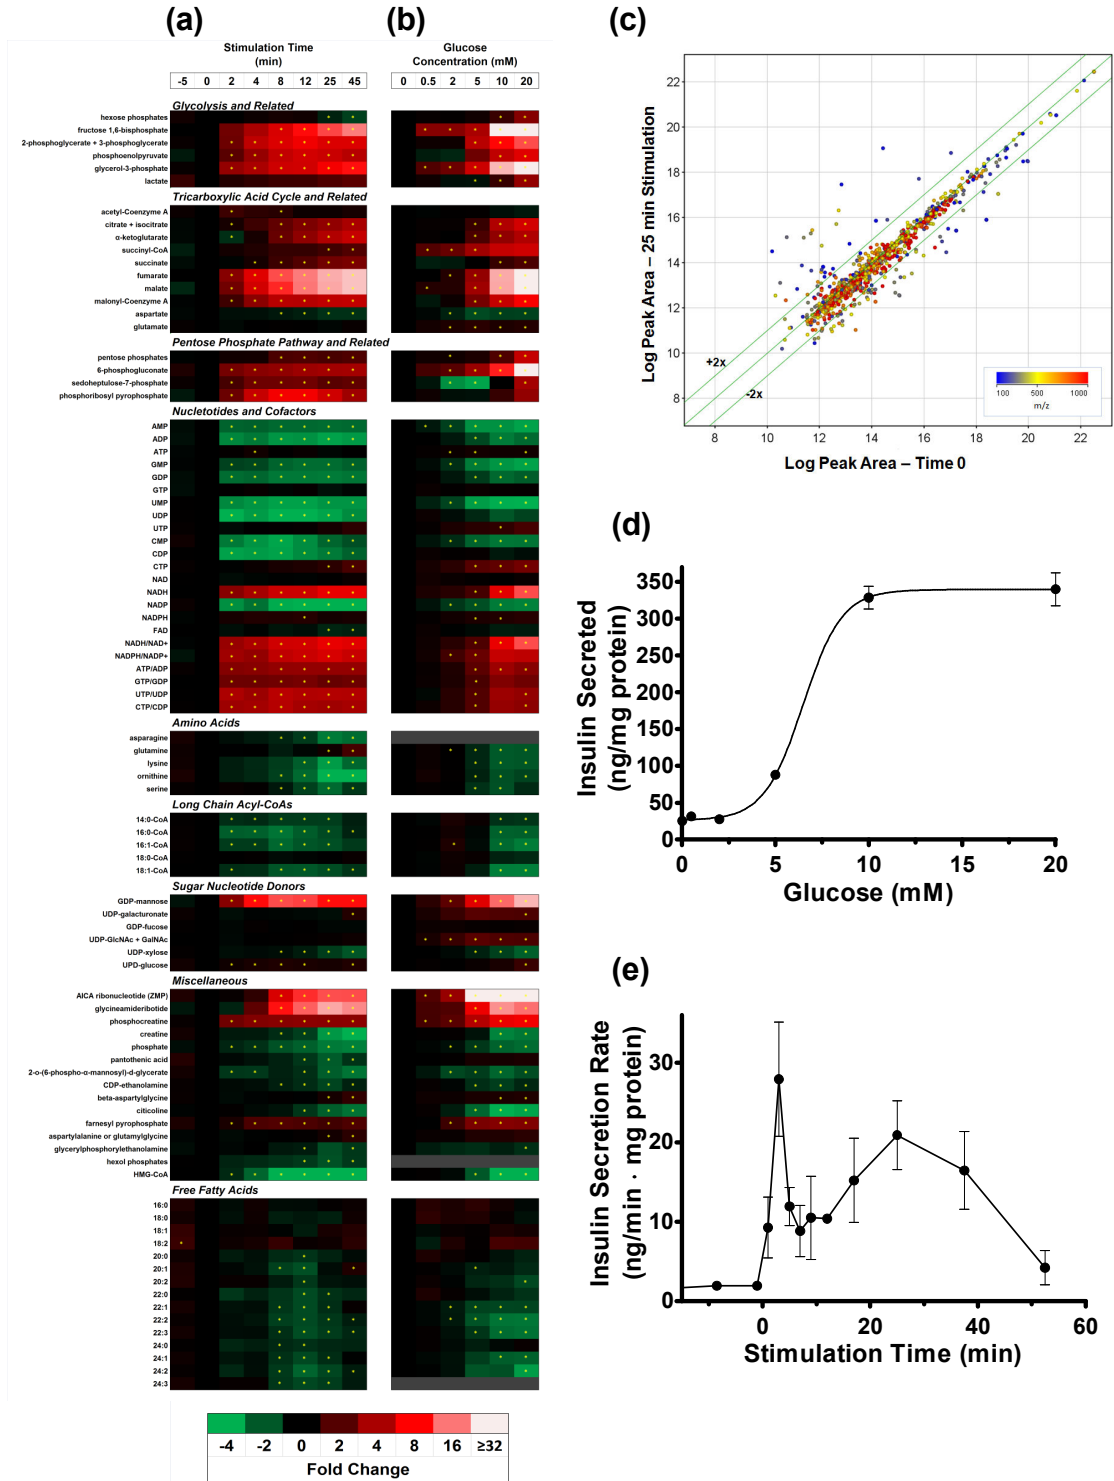 (a)
(b)
(c)
Stimulation Time
(min)
-5 0 2 4 8 12 25 45
Glucose
Concentration (mM)
0 0.5 2 5 10 20
Glycolysis and Related
hexose phosphates
fructose 1,6-bisphosphate
2-phosphoglycerate + 3-phosphoglycerate
phosphoenolpyruvate
glycerol-3-phosphate
lactate
Tricarboxylic Acid Cycle and Related
acetyl-Coenzyme A
citrate + isocitrate
α-ketoglutarate
succinyl-CoA
succinate
fumarate
malate
malonyl-Coenzyme A
aspartate
glutamate
Pentose Phosphate Pathway and Related
pentose phosphates
6-phosphogluconate
sedoheptulose-7-phosphate
phosphoribosyl pyrophosphate
Nucletotides and Cofactors
AMP
ADP
ATP
GMP
GDP
GTP
UMP
UDP
UTP
CMP
CDP
CTP
NAD
NADH
NADP
NADPH
FAD
NADH/NAD+
NADPH/NADP+
ATP/ADP
GTP/GDP
UTP/UDP
CTP/CDP
Amino Acids
asparagine
glutamine
lysine
ornithine
serine
Long Chain Acyl-CoAs
14:0-CoA
16:0-CoA
16:1-CoA
18:0-CoA
18:1-CoA
Sugar Nucleotide Donors
GDP-mannose
UDP-galacturonate
GDP-fucose
UDP-GlcNAc + GalNAc
UDP-xylose
UPD-glucose
Miscellaneous
AICA ribonucleotide (ZMP)
glycineamideribotide
phosphocreatine
creatine
phosphate
pantothenic acid
2-o-(6-phospho-α-mannosyl)-d-glycerate
CDP-ethanolamine
beta-aspartylglycine
citicoline
farnesyl pyrophosphate
aspartylalanine or glutamylglycine
glycerylphosphorylethanolamine
hexol phosphates
HMG-CoA
Free Fatty Acids
16:0
18:0
18:1
18:2
20:0
20:1
20:2
22:0
22:1
22:2
22:3
24:0
24:1
24:2
24:3
-4 -2 0 2 4 8 16 ≥32
Fold Change
Log Peak Area – 25 min Stimulation
22
20
18
16
14
12
10
8
+2x
-2x
100 500 1000
m/z
8 10 12 14 16 18 20 22
Log Peak Area – Time 0
(d)
Insulin Secreted
(ng/mg protein)
350
300
250
200
150
100
50
0
0 5 10 15 20
Glucose (mM)
(e)
Insulin Secretion Rate
(ng/min · mg protein)
30
20
10
0
0 20 40 60
Stimulation Time (min)